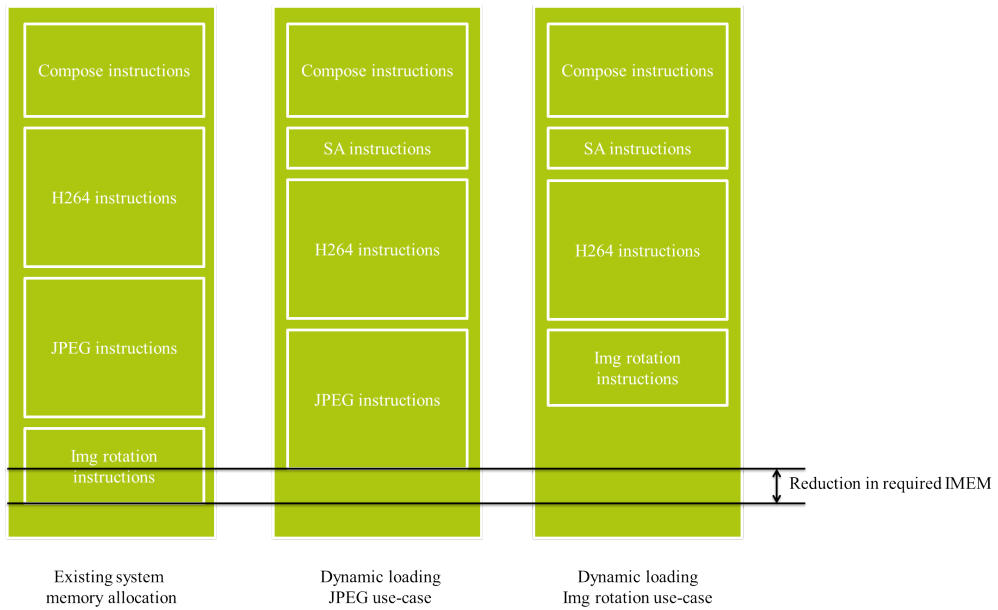 Compose instructions
H264 instructions
JPEG instructions
Img rotation
instructions
Existing system
memory allocation
Compose instructions
SA instructions
H264 instructions
JPEG instructions
Dynamic loading
JPEG use-case
Compose instructions
SA instructions
H264 instructions
Img rotation
instructions
Dynamic loading
Img rotation use-case
Reduction in required IMEM